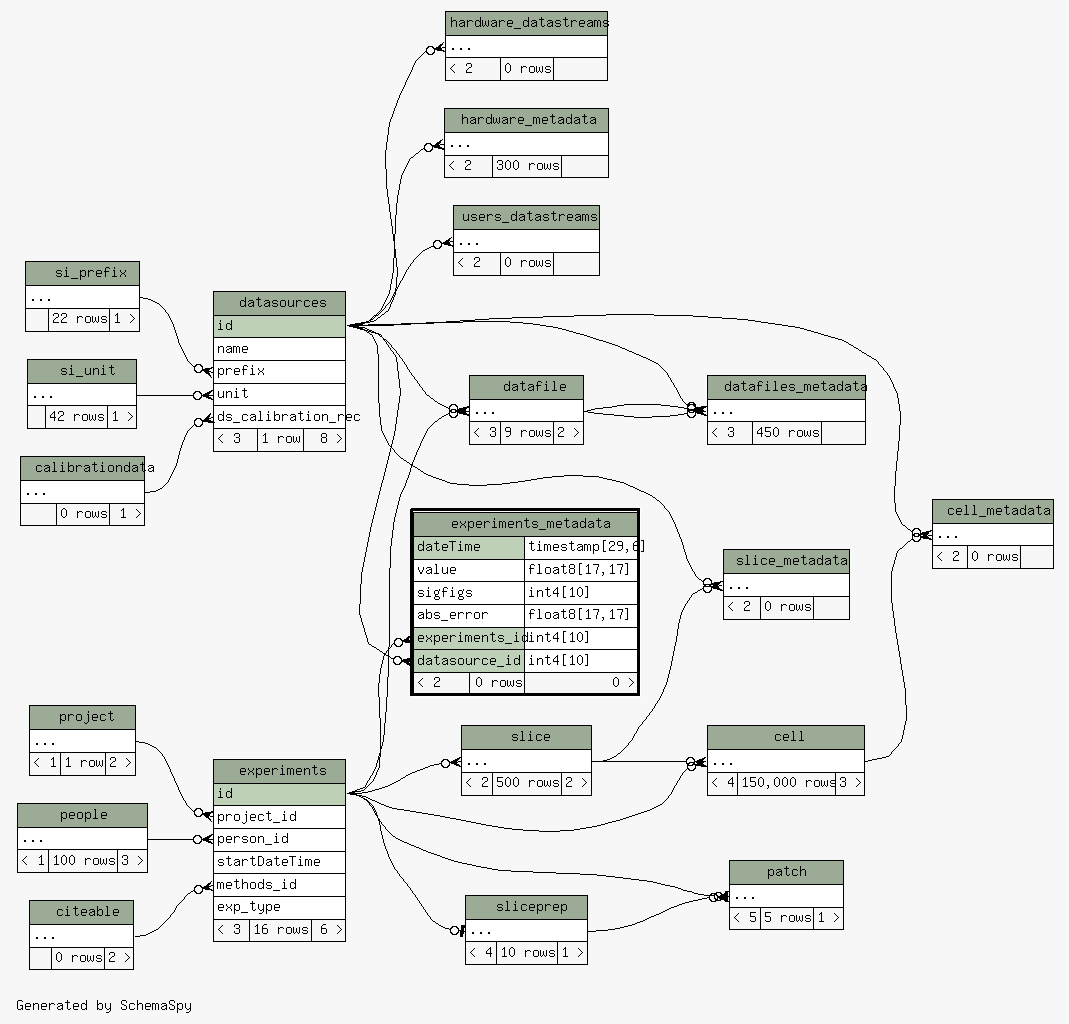 hardware_datastreams
...
< 2 0 rows
hardware_metadata
...
< 2 300 rows
users_datastreams
...
< 2 0 rows
si_prefix
...
22 rows 1 >
si_unit
...
42 rows 1 >
calibrationdata
...
0 rows 1 >
datasources
id
name
prefix
unit
ds_calibration_rec
< 3 1 row 8 >
datafile
...
< 3 9 rows 2 >
datafiles_metadata
...
< 3 450 rows
cell_metadata
...
< 2 0 rows
experiments_metadata
dateTime timestamp[29,6]
value float8[17,17]
sigfigs int4[10]
abs_error float8[17,17]
experiments_id int4[10]
datasource_id int4[10]
< 2 0 rows 0 >
slice_metadata
...
< 2 0 rows
project
...
< 1 1 row 2 >
people
...
< 1 100 rows 3 >
citeable
...
0 rows 2 >
experiments
id
project_id
person_id
startDateTime
methods_id
exp_type
< 3 16 rows 6 >
slice
...
< 2 500 rows 2 >
cell
...
< 4 150,000 rows 3 >
sliceprep
...
< 4 10 rows 1 >
patch
...
< 5 5 rows 1 >
Generated by SchemaSpy